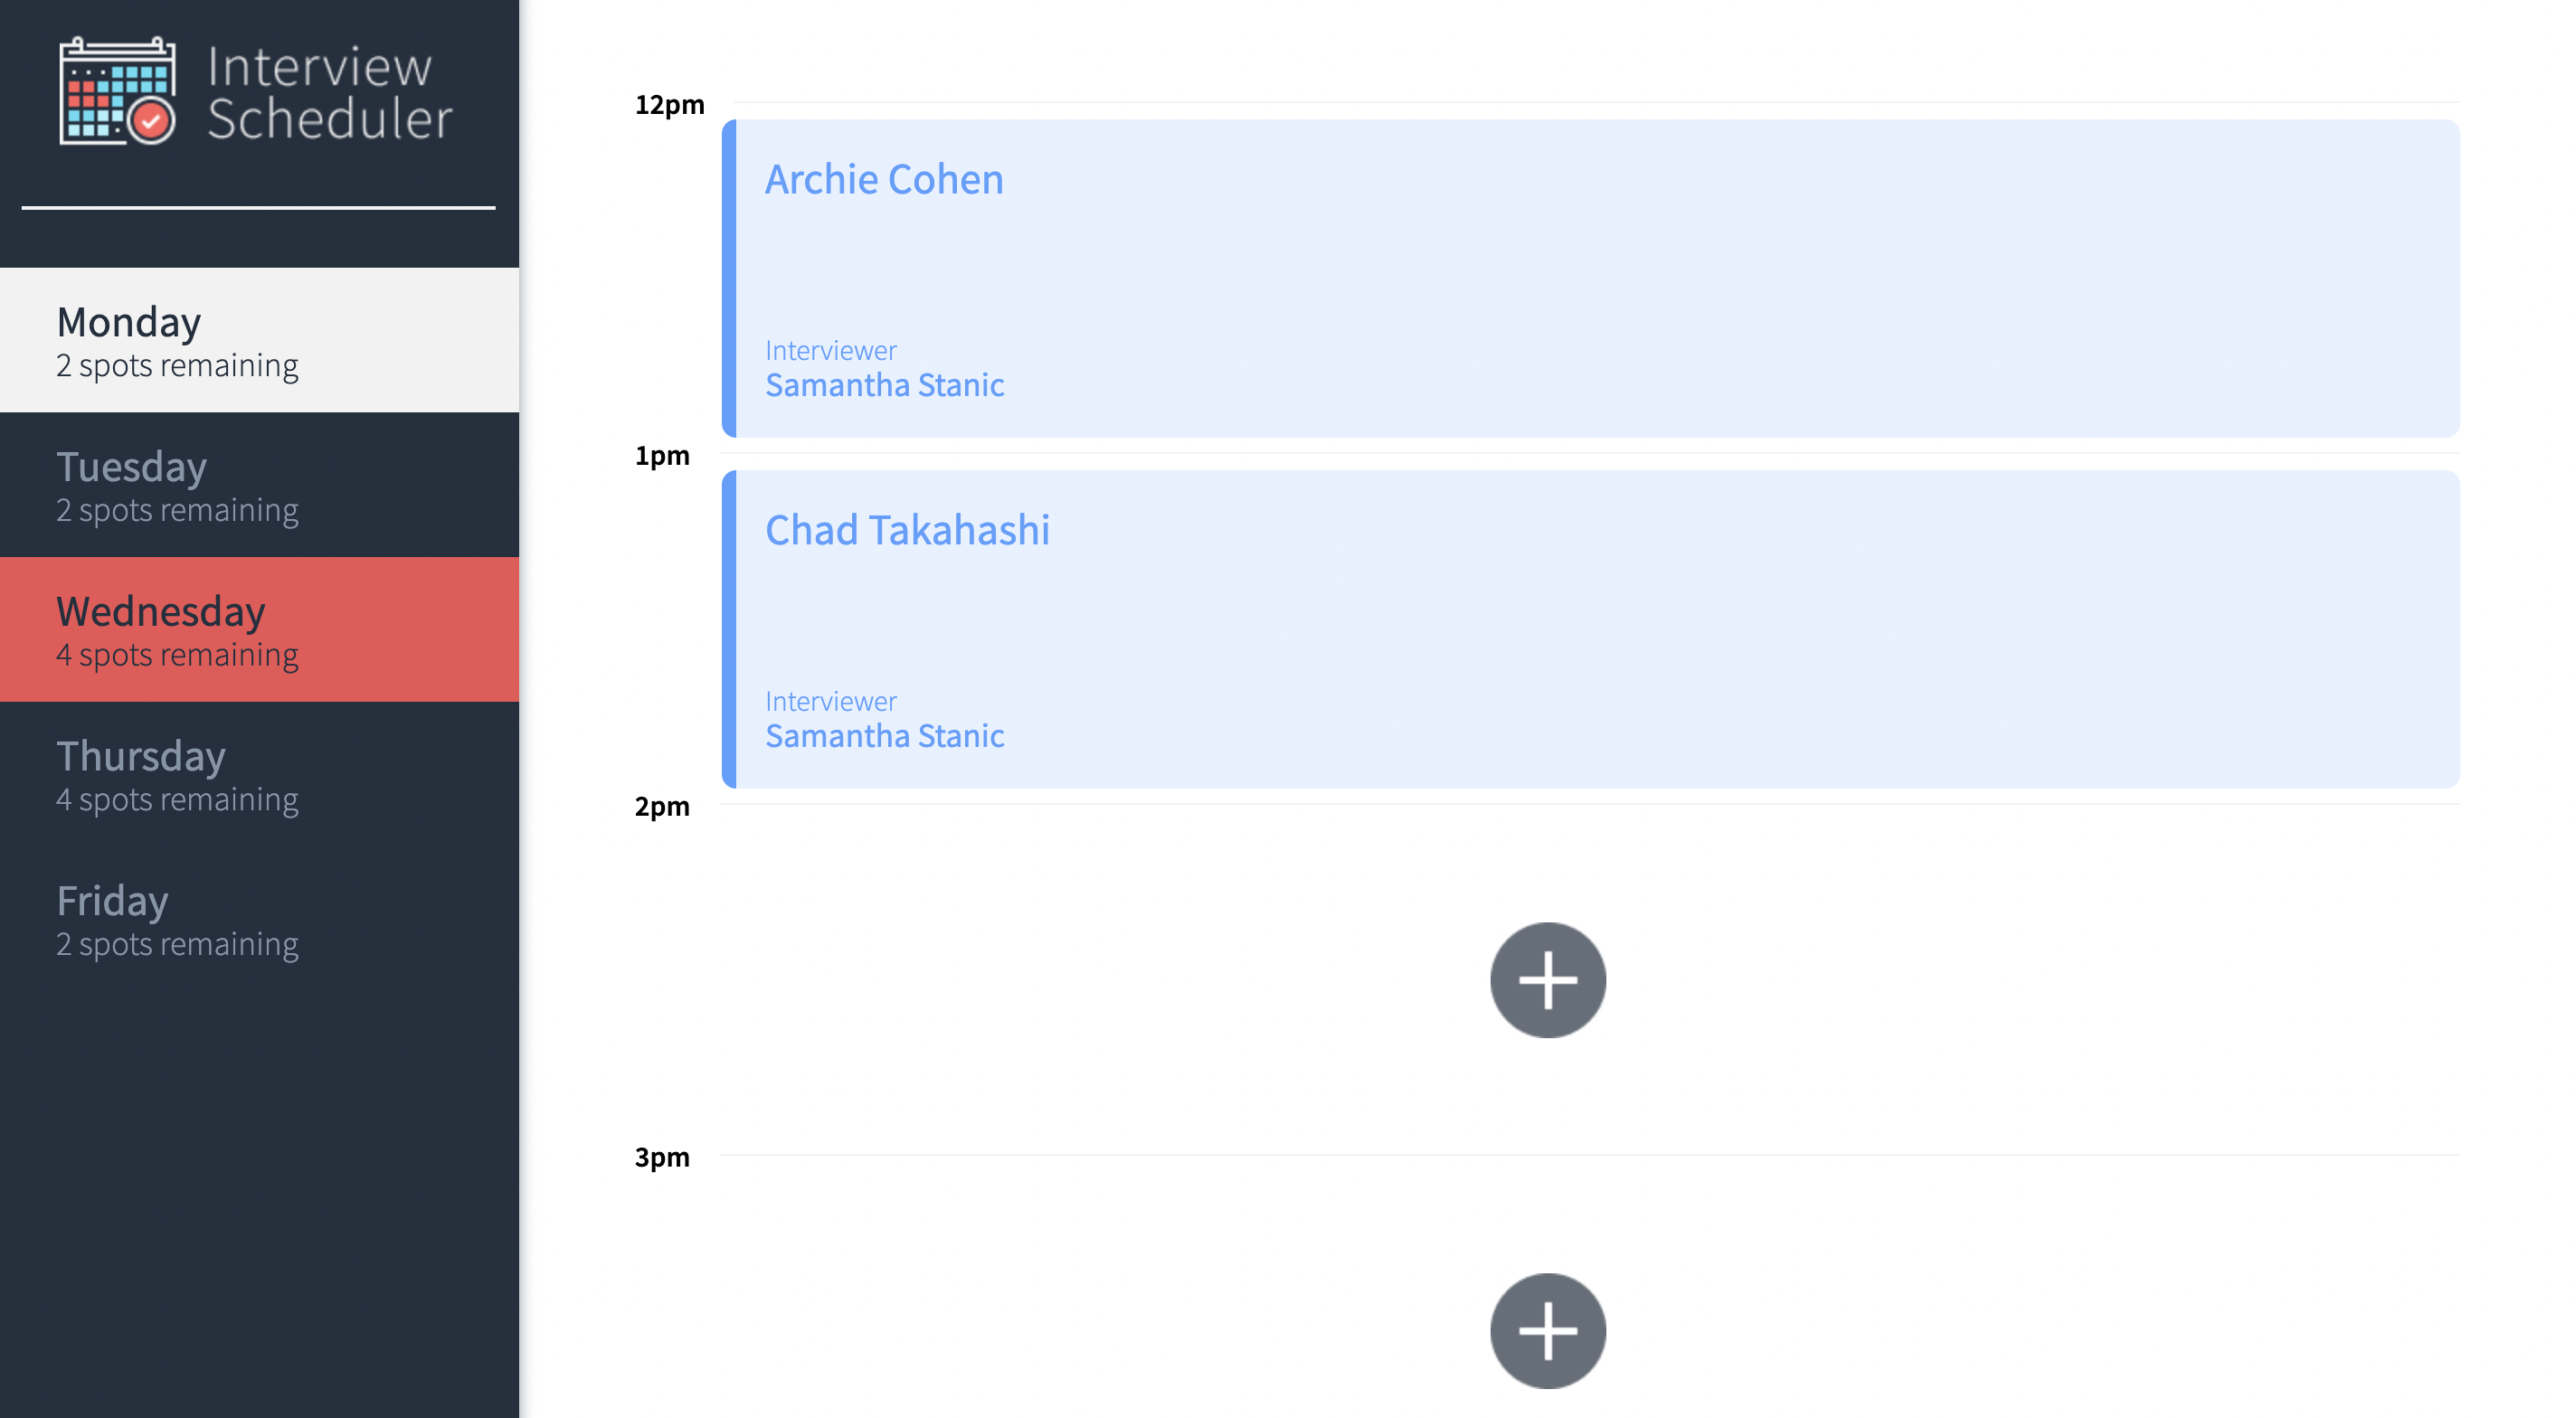 Interview
Scheduler
Monday
2 spots remaining
Tuesday
2 spots remaining
Wednesday
4 spots remaining
Thursday
4 spots remaining
Friday
2 spots remaining
12pm
Archie Cohen
Interviewer
Samantha Stanic
1pm
Chad Takahashi
Interviewer
Samantha Stanic
2pm
3pm